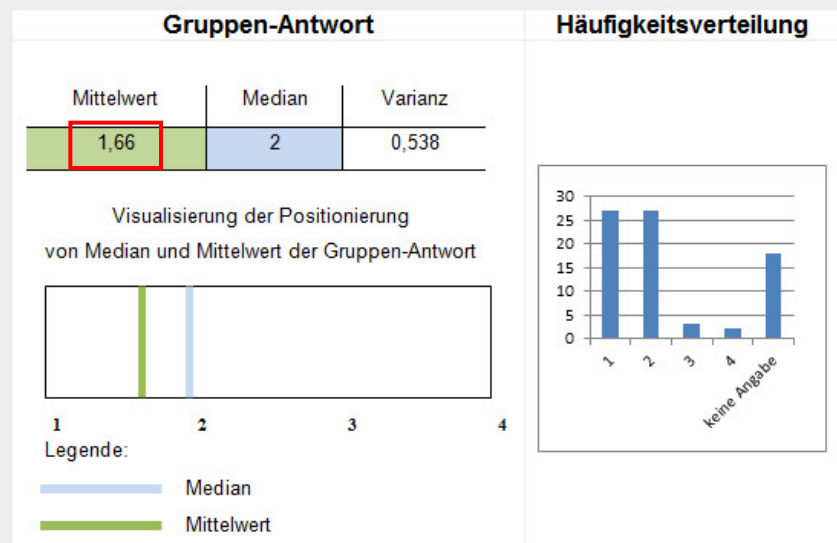 Gruppen-Antwort
Mittelwert Median Varianz
1,66 2 0,538
Visualisierung der Positionierung
von Median und Mittelwert der Gruppen-Antwort
1 2 3 4
Legende:
Median
Mittelwert
Häufigkeitsverteilung
30
25
20
15
10
5
0
1 2 3 4 keine Angabe